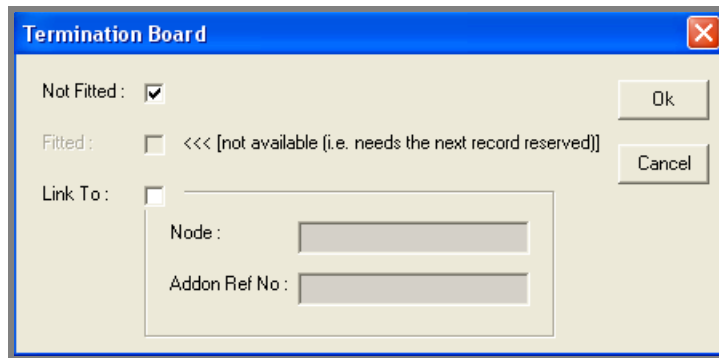 Termination Board
Not Fitted :
Ok
Fitted :
<<< [not available (i.e. needs the next record reserved)]
Cancel
Link To :
Node :
Addon Ref No :